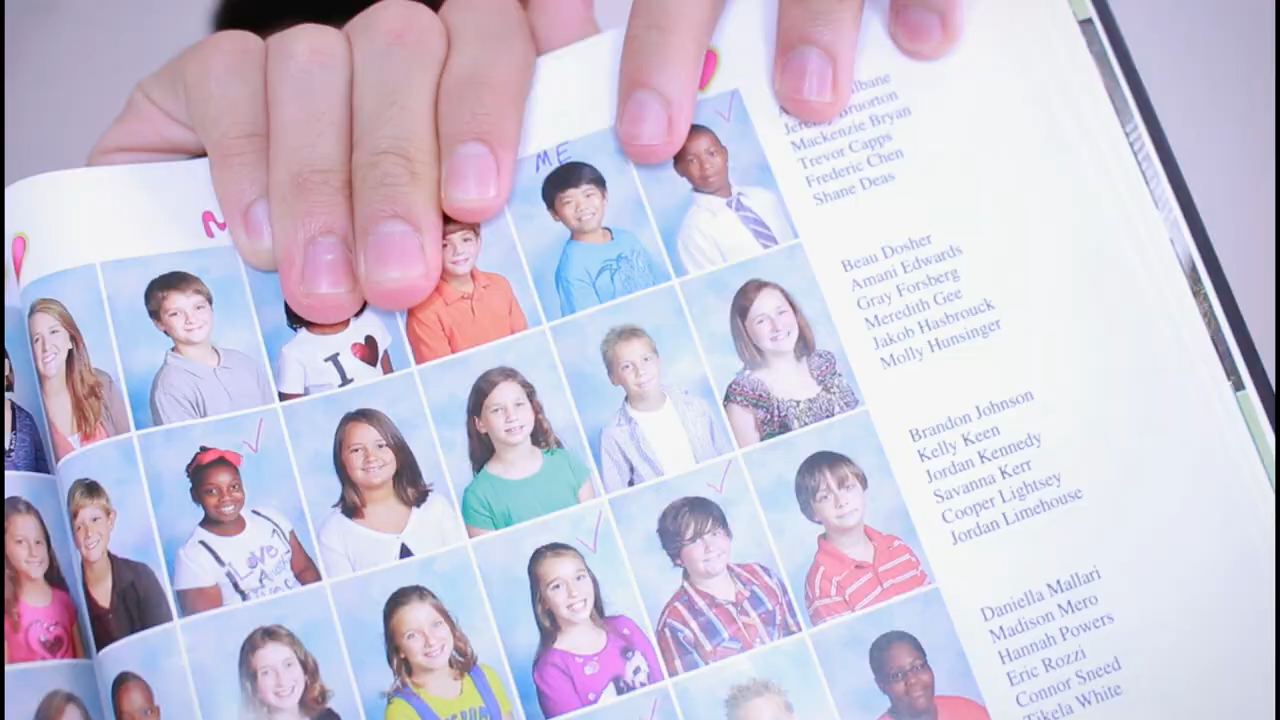 ME
I
Mackenzie Bryan
Trevor Capps
Frederic Chen
Shane Deas
Beau Dosher
Amani Edwards
Gray Forsberg
Meredith Gee
Jakob Hasbrouck
Molly Hunsinger
Love
Brandon Johnson
Kelly Keen
Jordan Kennedy
Savanna Kerr
Cooper Lightsey
Jordan Limehouse
Daniella Mallari
Madison Mero
Hannah Powers
Eric Rozzi
Connor Sneed
Tikela White